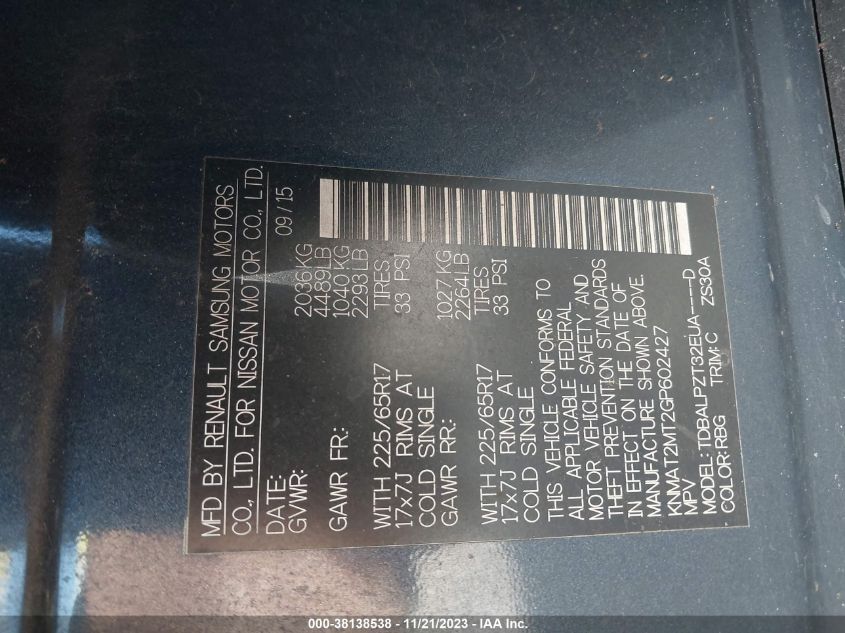 MFD BY RENAULT SAMSUNG MOTORS
CO., LTD. FOR NISSAN MOTOR CO., LTD.
DATE: 09/15
GVWR: 2036 KG
4489 LB
GAWR FR: 1040 KG
2293 LB
WITH 225/65R17 TIRES
17x7J RIMS AT 33 PSI
COLD SINGLE
GAWR RR: 1027 KG
2264 LB
WITH 225/65R17 TIRES
17x7J RIMS AT 33 PSI
COLD SINGLE
THIS VEHICLE CONFORMS TO
ALL APPLICABLE FEDERAL
MOTOR VEHICLE SAFETY AND
THEFT PREVENTION STANDARDS
IN EFFECT ON THE DATE OF
MANUFACTURE SHOWN ABOVE.
KNMAT2MT2GP602427
MPV
MODEL: TDBALPZT32EUA----D
COLOR: RBG TRIM: C ZS30A
000-38138538 - 11/21/2023 - IAA Inc.